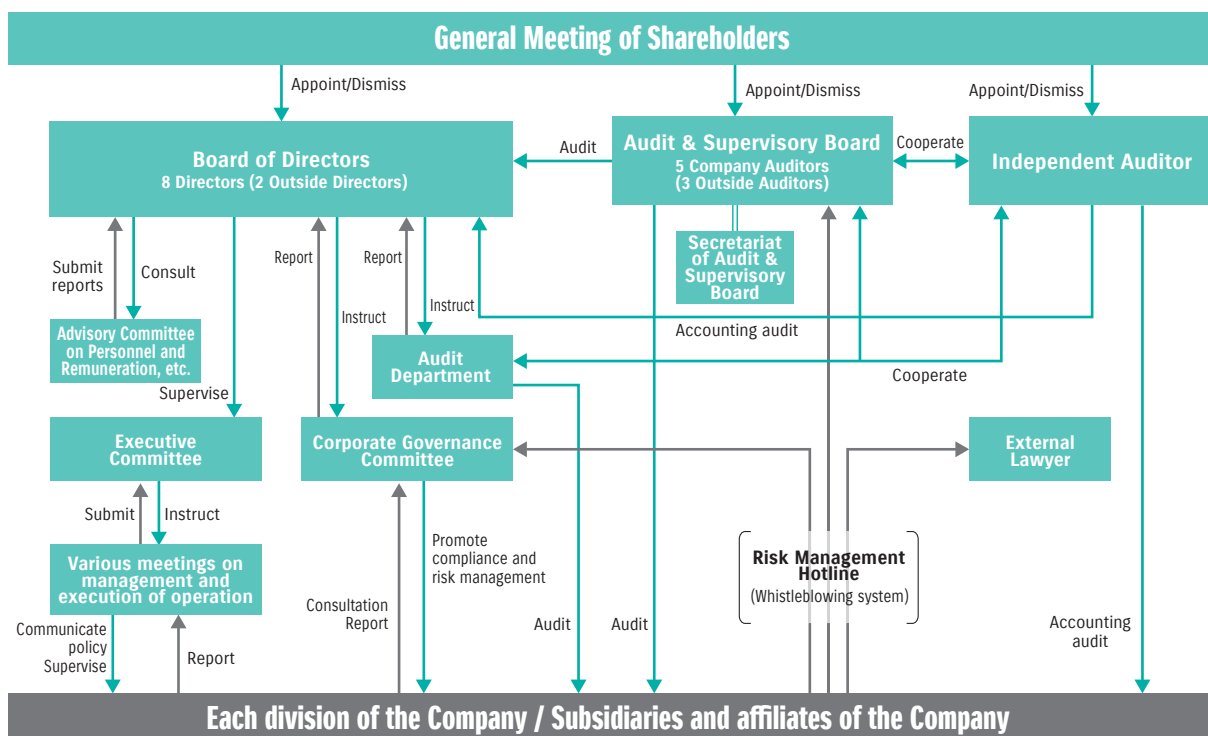 General Meeting of Shareholders
Appoint/Dismiss
Appoint/Dismiss
Appoint/Dismiss
Board of Directors
8 Directors (2 Outside Directors)
Audit
Audit & Supervisory Board
5 Company Auditors
(3 Outside Auditors)
Cooperate
Independent Auditor
Submit
reports
Consult
Report
Instruct
Report
Instruct
Secretariat
of Audit &
Supervisory
Board
Accounting audit
Advisory Committee
on Personnel and
Remuneration, etc.
Audit
Department
Cooperate
Supervise
Executive
Committee
Corporate Governance
Committee
External
Lawyer
Submit
Instruct
Promote
compliance and
risk management
Various meetings on
management and
execution of operation
Risk Management
Hotline
(Whistleblowing system)
Consultation
Report
Communicate
policy
Supervise
Report
Audit
Audit
Accounting
audit
Each division of the Company / Subsidiaries and affiliates of the Company